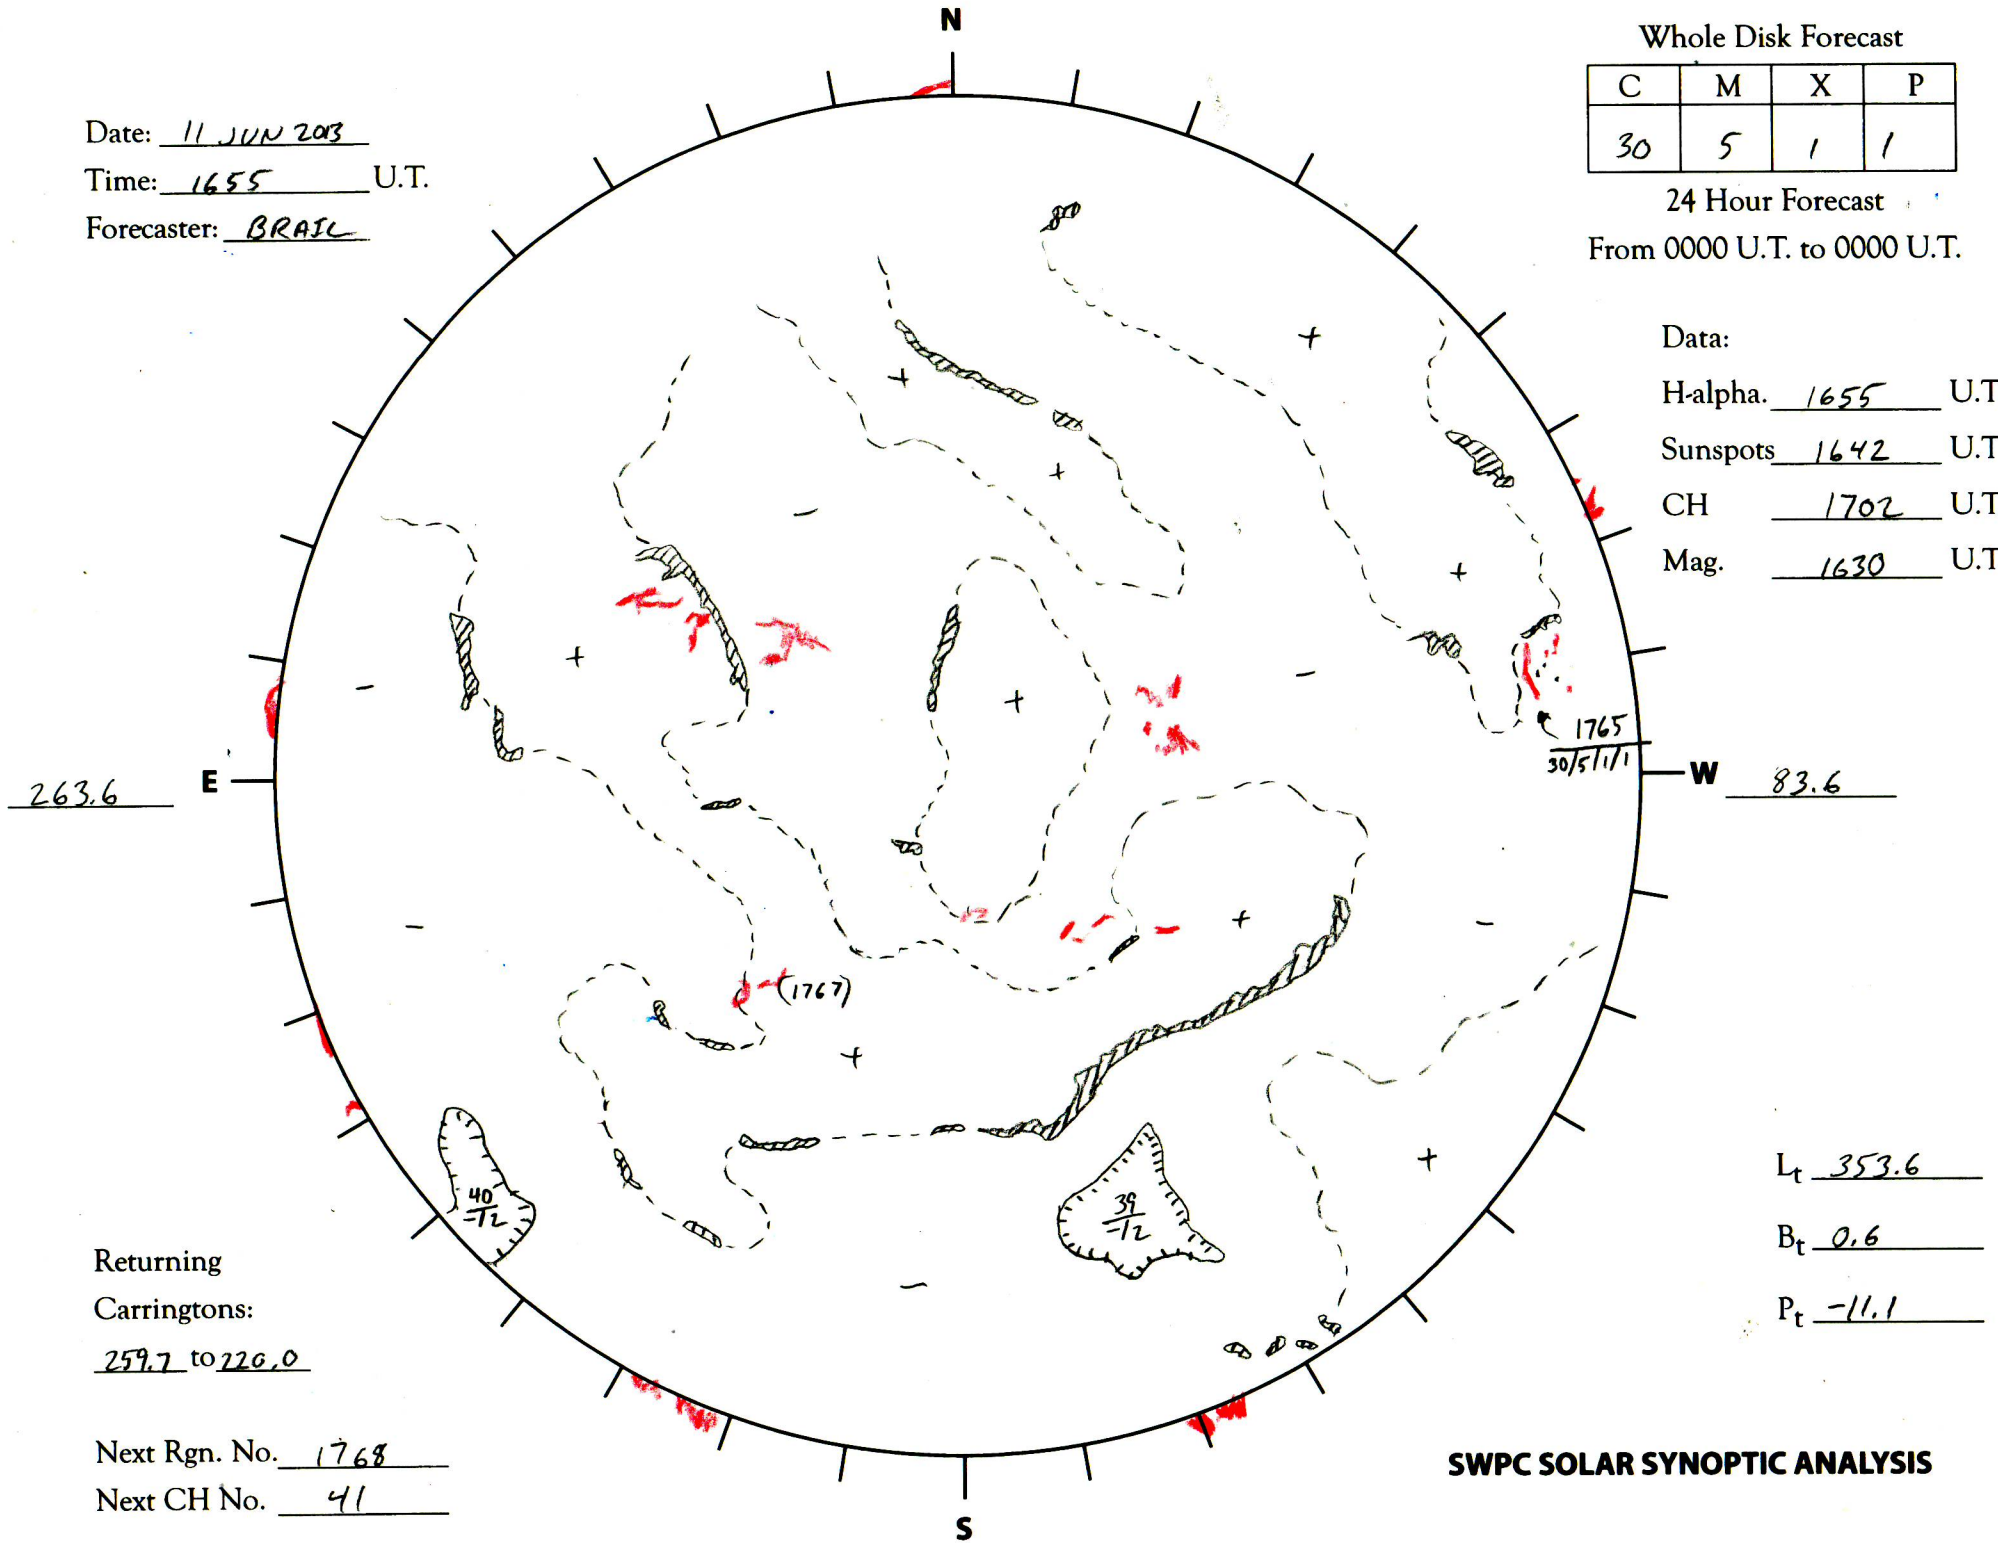 N
Whole Disk Forecast
C M X P
30 5 1 1
24 Hour Forecast
From 0000 U.T. to 0000 U.T.
Date: 11 JUN 2013
Time: 1655 U.T.
Forecaster: BRAIL
Data:
H-alpha. 1655 U.T
Sunspots 1642 U.T
CH 1702 U.T
Mag. 1630 U.T
+
+
+
-
+
+
+
-
+
-
1765
30/5/1/1
263.6 E
W 83.6
-
+
-
(1767)
+
+
40
-/2
39
-/2
-
Lt 353.6
Bt 0.6
Pt -11.1
Returning
Carringtons:
259.7 to 220.0
Next Rgn. No. 1768
Next CH No. 41
SWPC SOLAR SYNOPTIC ANALYSIS
S